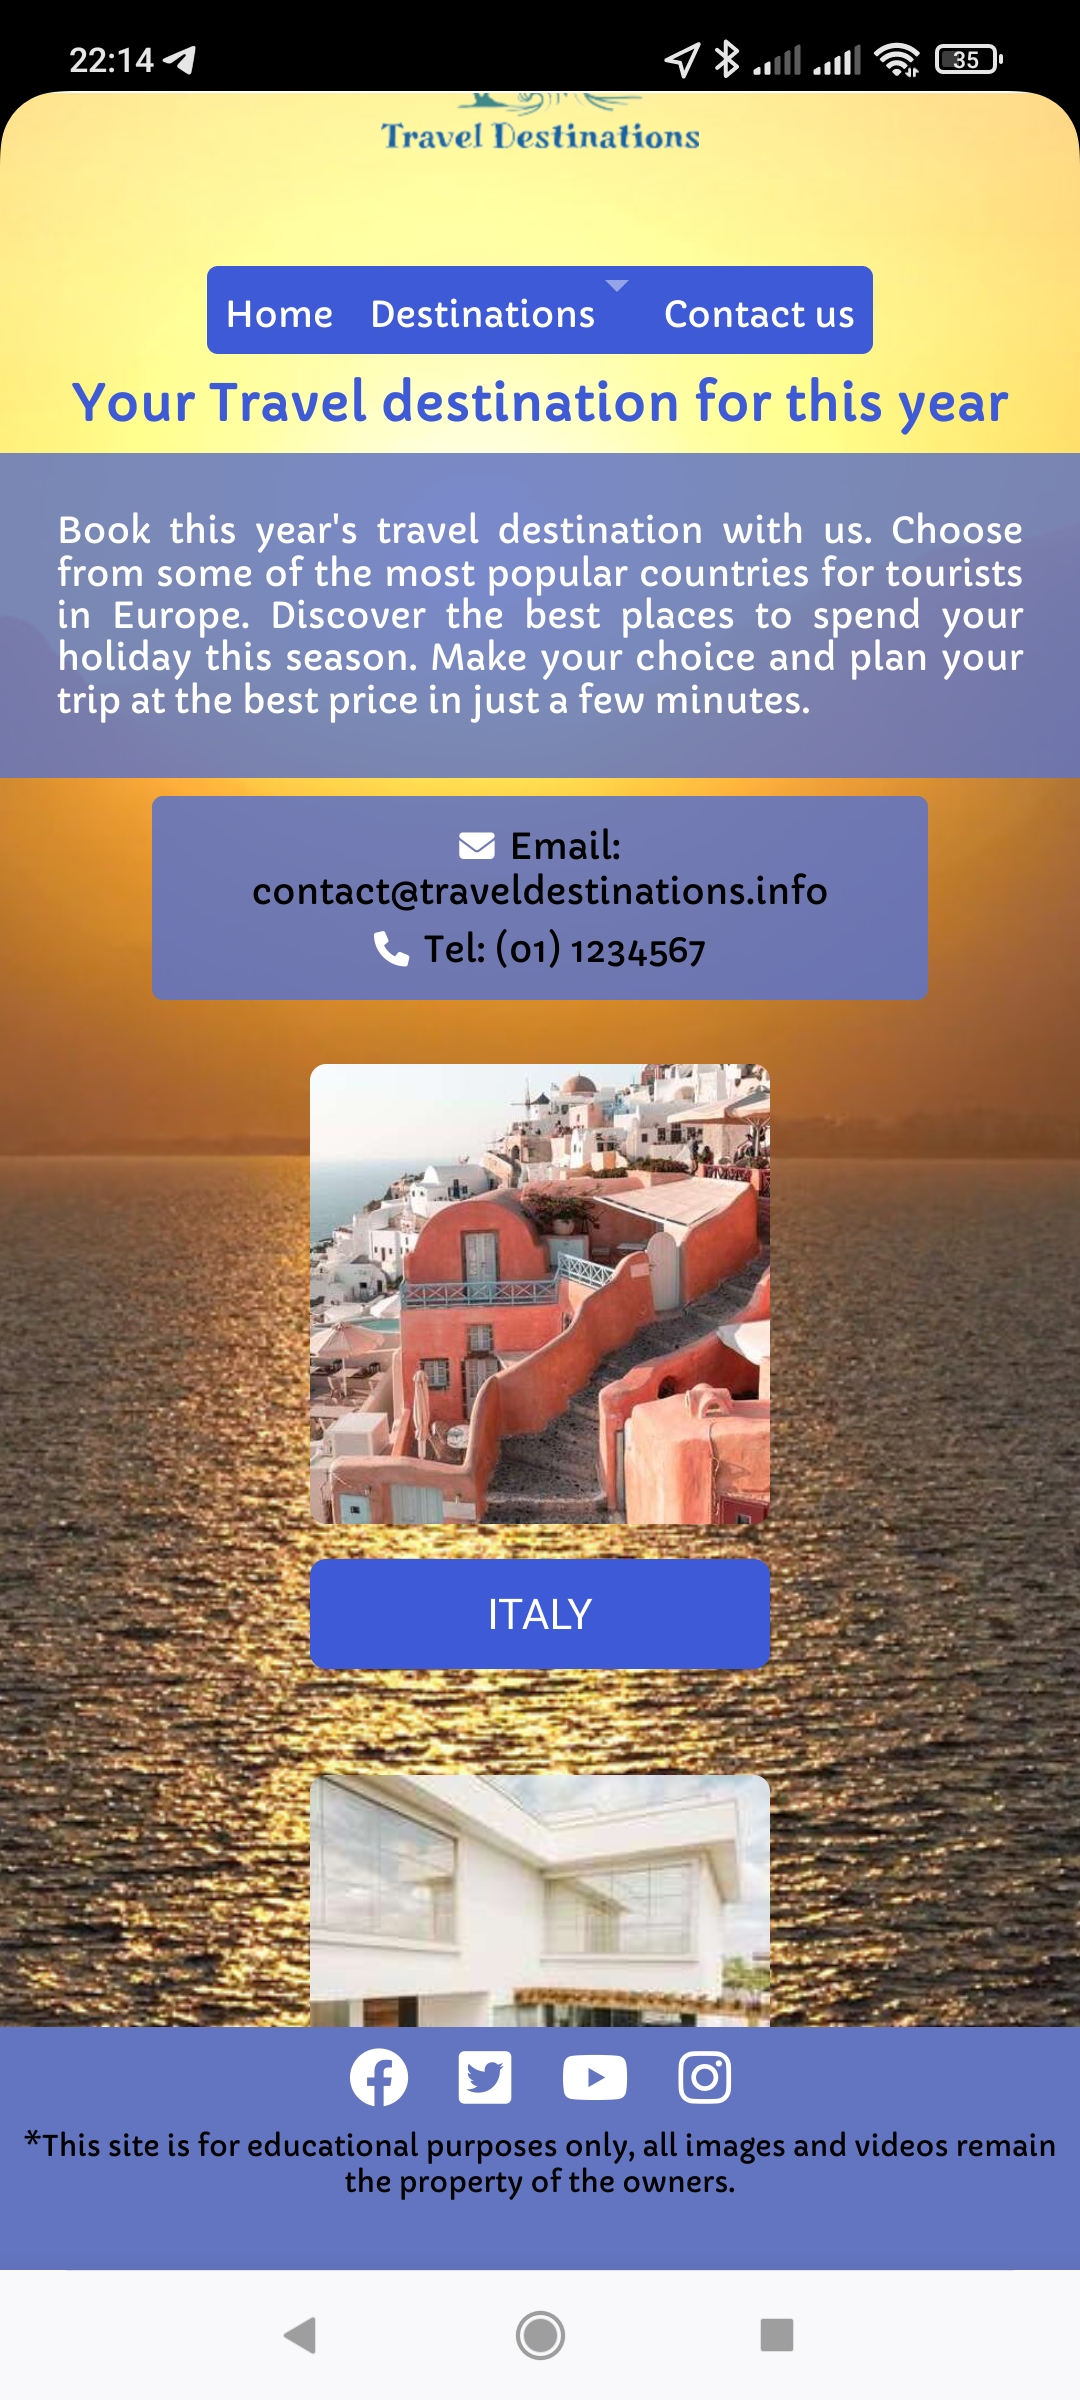 22:14
35
Travel Destinations
Home Destinations Contact us
Your Travel destination for this year
Book this year's travel destination with us. Choose
from some of the most popular countries for tourists
in Europe. Discover the best places to spend your
holiday this season. Make your choice and plan your
trip at the best price in just a few minutes.
Email:
contact@traveldestinations.info
Tel: (01) 1234567
ITALY
*This site is for educational purposes only, all images and videos remain
the property of the owners.